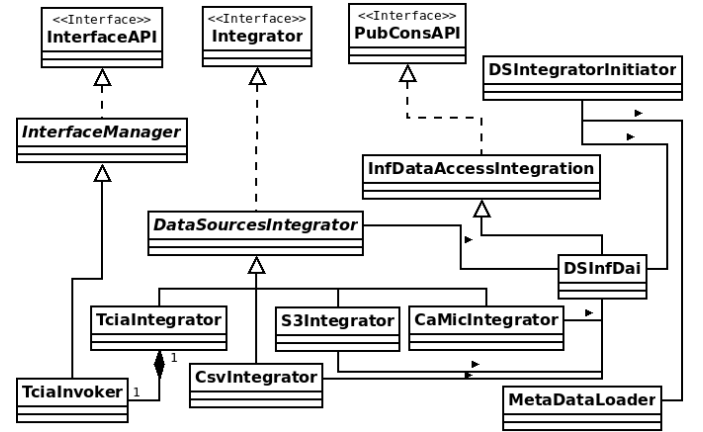 <<Interface>>
InterfaceAPI
<<Interface>>
Integrator
<<Interface>>
PubConsAPI
DSIntegratorInitiator
InterfaceManager
InfDataAccessIntegration
DataSourcesIntegrator
DSInfDai
TciaIntegrator
S3Integrator
CaMicIntegrator
1
CsvIntegrator
TciaInvoker
1
MetaDataLoader